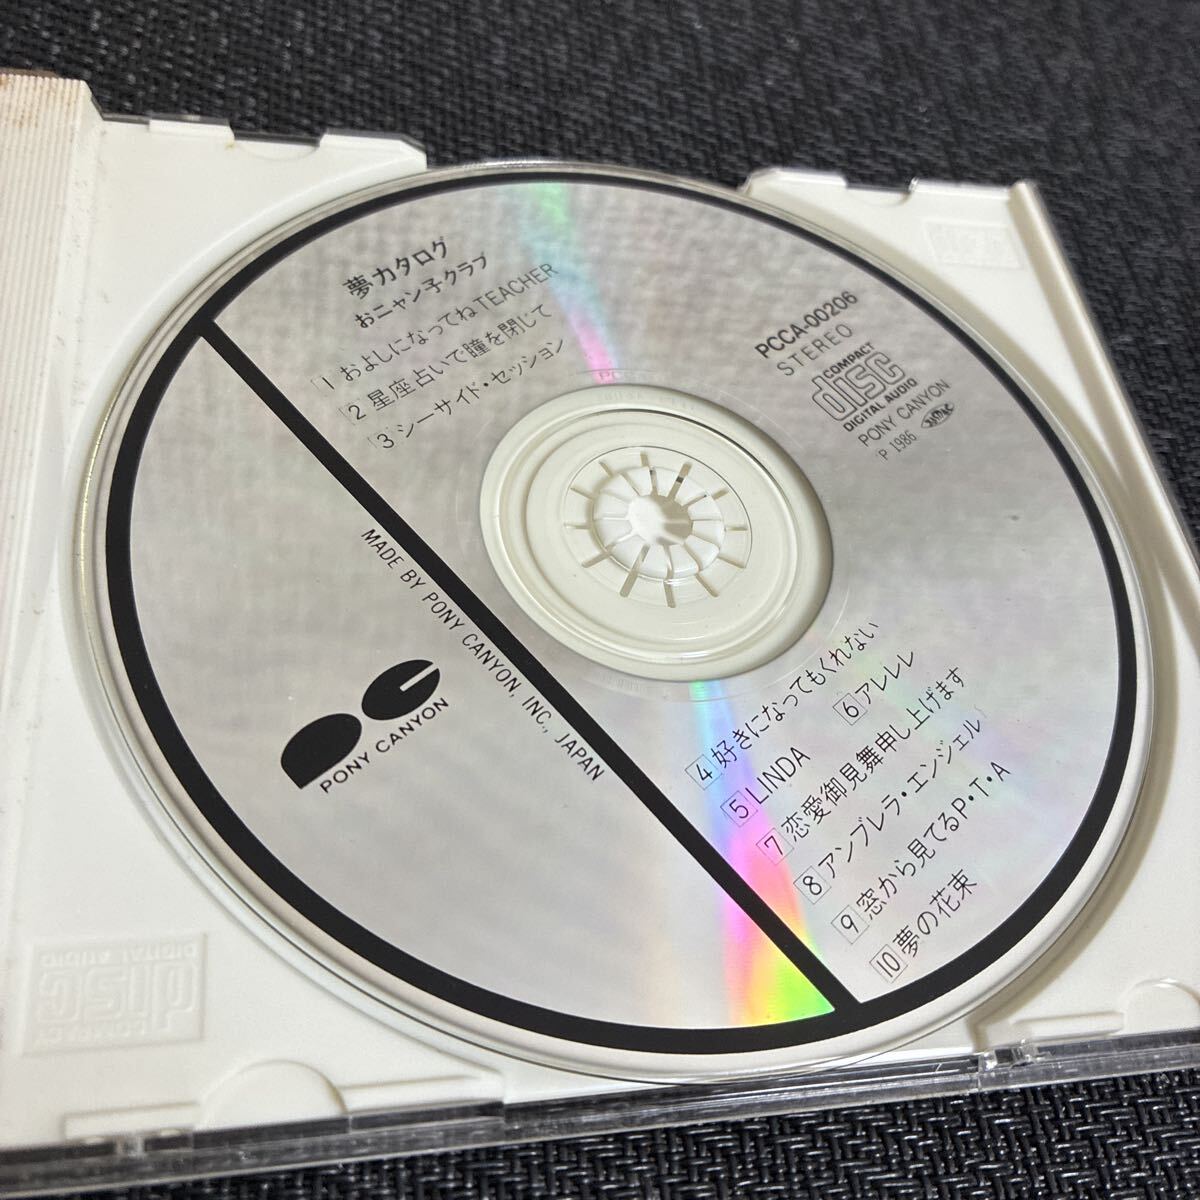 夢カタログ
おニャン子クラブ
1 およしになってねTEACHER
2 星座占いで瞳を閉じて
3 シーサイド・セッション
PCCA-00206
STEREO
COMPACT
disc
DIGITAL AUDIO
PONY CANYON
Ⓟ 1986
MADE BY PONY CANYON, INC., JAPAN
PONY CANYON
4 好きになってもくれない
5 LINDA
6 アレレレ
7 恋愛御見舞申し上げます
8 アンブレラ・エンジェル
9 窓から見てるP・T・A
10 夢の花束
COMPACT
disc
DIGITAL AUDIO